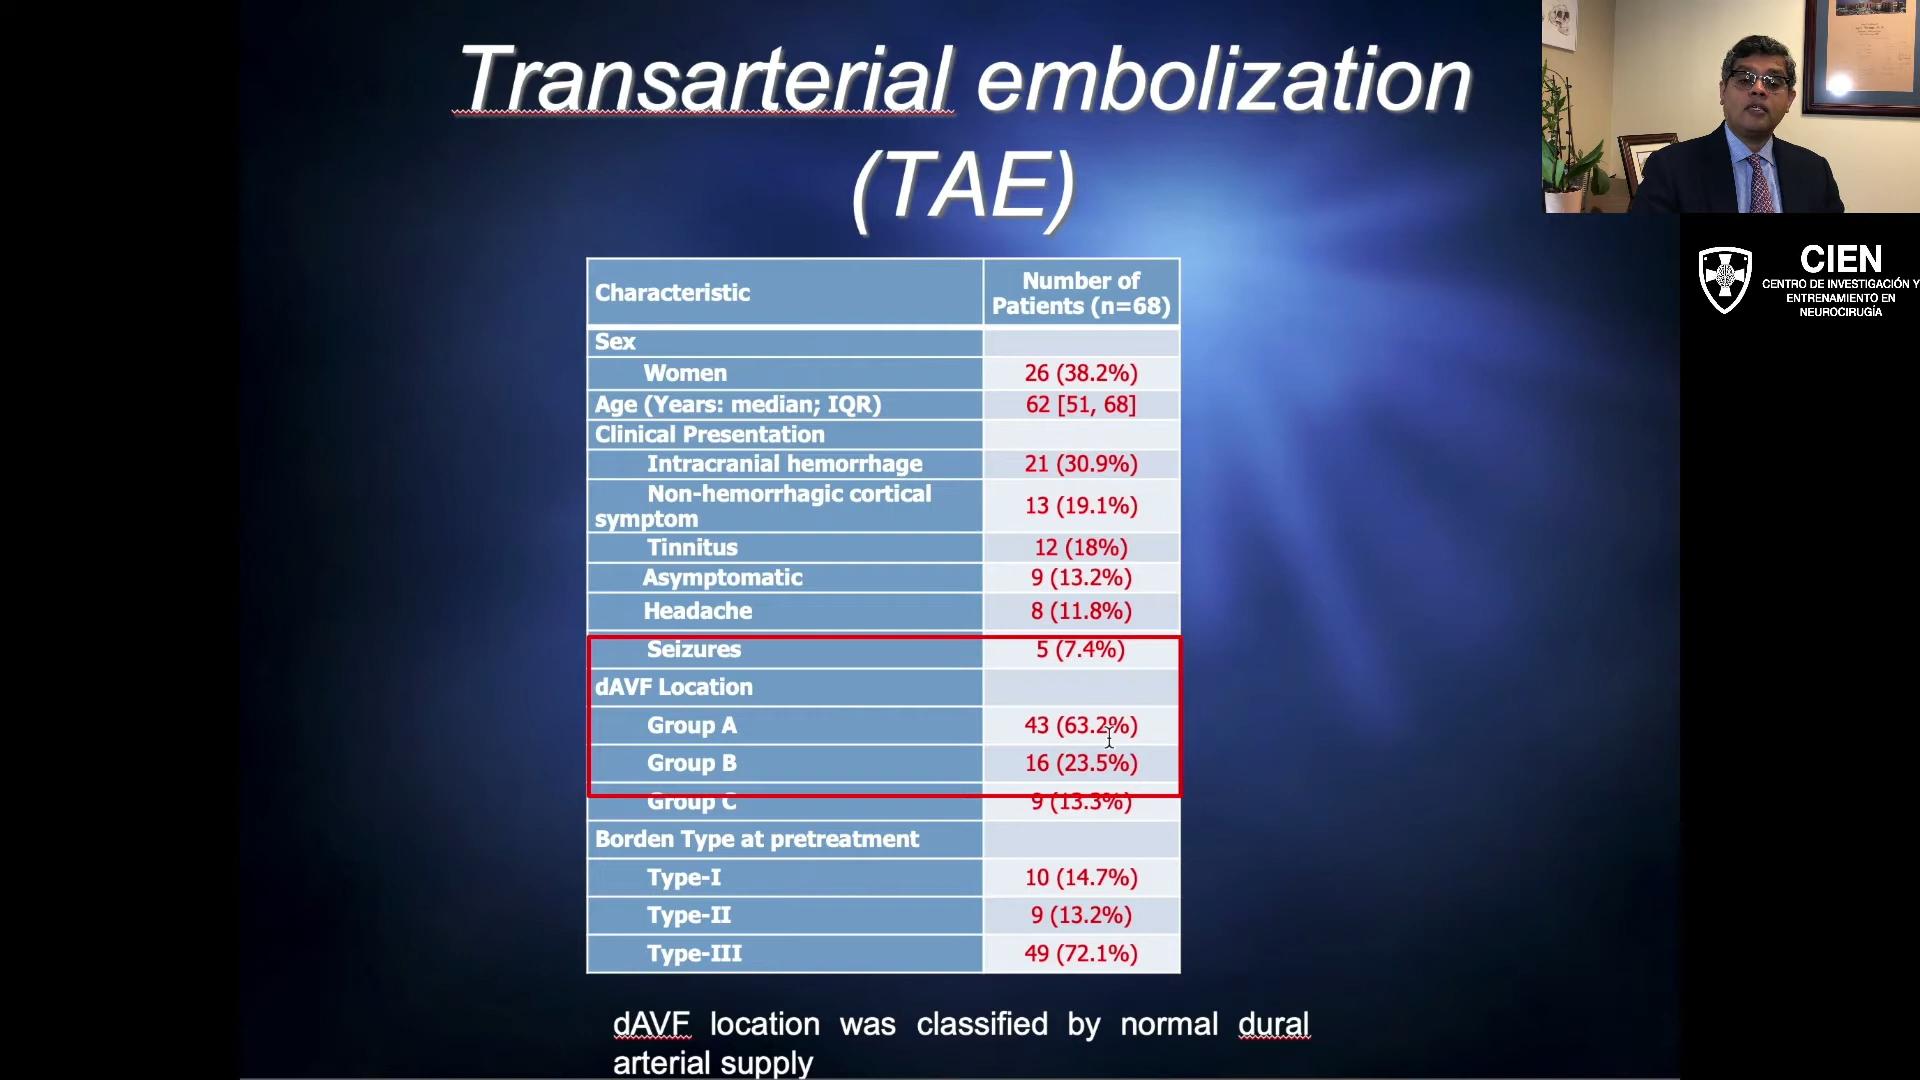 Transarterial embolization
(TAE)
CIEN
CENTRO DE INVESTIGACIÓN Y
ENTRENAMIENTO EN
NEUROCIRUGÍA
Characteristic
Number of
Patients (n=68)
Sex
Women
26 (38.2%)
Age (Years: median; IQR)
62 [51, 68]
Clinical Presentation
Intracranial hemorrhage
21 (30.9%)
Non-hemorrhagic cortical
symptom
13 (19.1%)
Tinnitus
12 (18%)
Asymptomatic
9 (13.2%)
Headache
8 (11.8%)
Seizures
5 (7.4%)
dAVF Location
Group A
43 (63.2%)
Group B
16 (23.5%)
Group C
9 (13.3%)
Borden Type at pretreatment
Type-I
10 (14.7%)
Type-II
9 (13.2%)
Type-III
49 (72.1%)
dAVF location was classified by normal dural
arterial supply